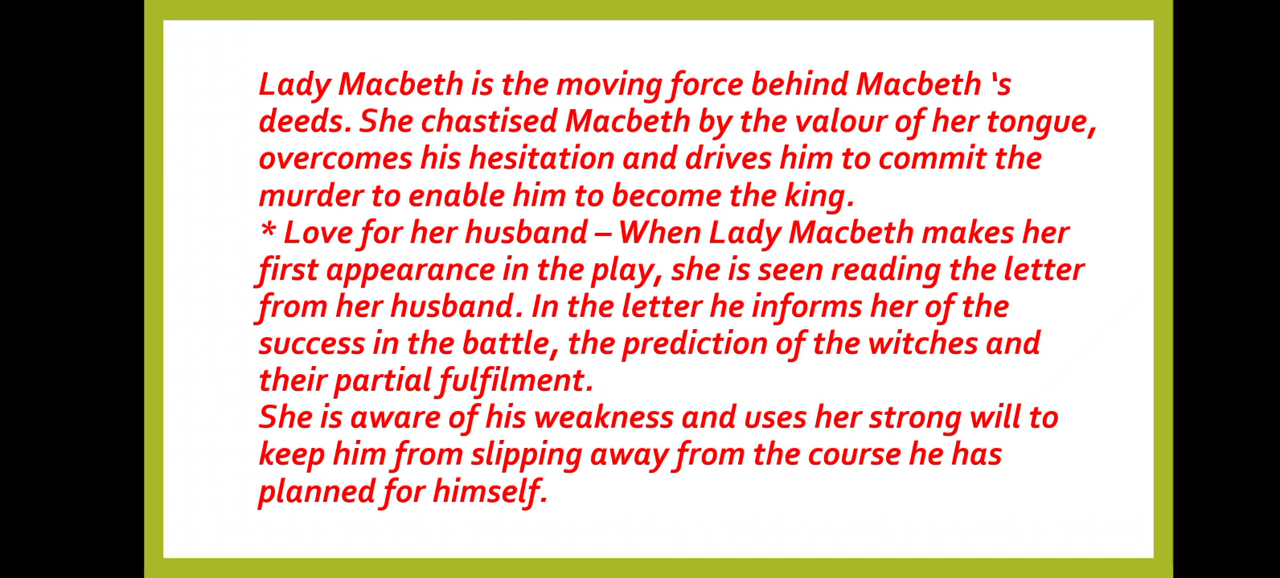 Lady Macbeth is the moving force behind Macbeth ‘s
deeds. She chastised Macbeth by the valour of her tongue,
overcomes his hesitation and drives him to commit the
murder to enable him to become the king.
* Love for her husband – When Lady Macbeth makes her
first appearance in the play, she is seen reading the letter
from her husband. In the letter he informs her of the
success in the battle, the prediction of the witches and
their partial fulfilment.
She is aware of his weakness and uses her strong will to
keep him from slipping away from the course he has
planned for himself.